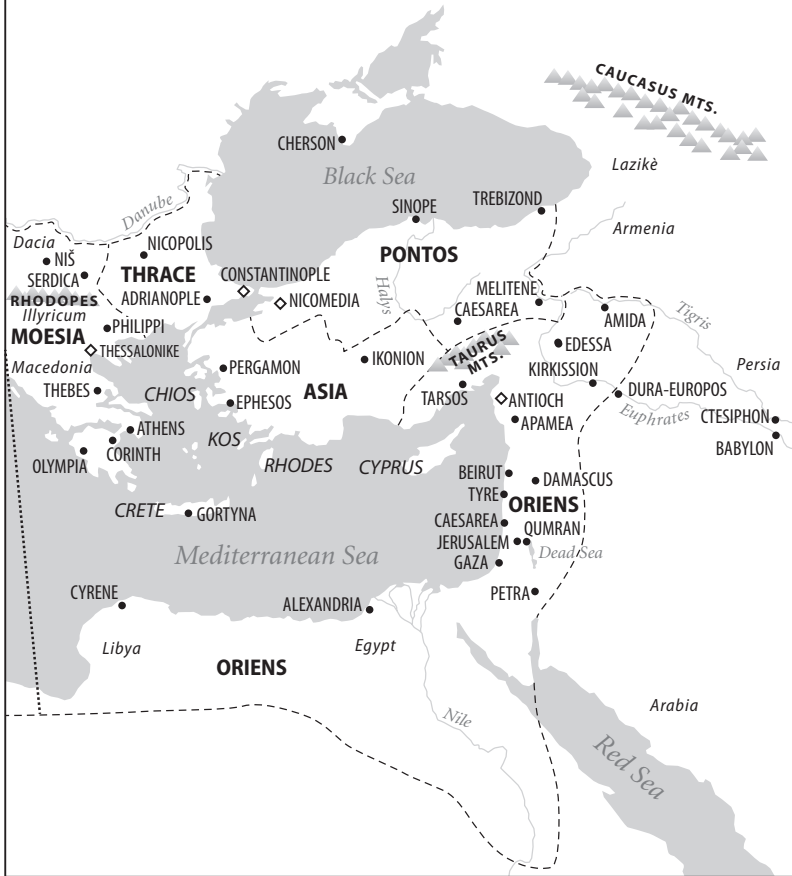 CAUCASUS MTS.
CHERSON
Black Sea
Lazikè
SINOPE
TREBIZOND
Danube
Armenia
Dacia
NICOPOLIS
NIŠ
PONTOS
SERDICA
THRACE
CONSTANTINOPLE
Halys
MELITENE
RHODOPES
ADRIANOPLE
NICOMEDIA
CAESAREA
Illyricum
AMIDA
Tigris
PHILIPPI
MOESIA
THESSALONIKE
EDESSA
TAURUS
MTS.
IKONION
Macedonia
PERGAMON
KIRKISSION
Persia
THEBES
CHIOS
ASIA
TARSOS
DURA-EUROPOS
EPHESOS
ANTIOCH
Euphrates
APAMEA
CTESIPHON
ATHENS
KOS
BABYLON
CORINTH
OLYMPIA
RHODES
CYPRUS
BEIRUT
DAMASCUS
TYRE
ORIENS
CRETE
GORTYNA
CAESAREA
QUMRAN
JERUSALEM
Dead Sea
Mediterranean Sea
GAZA
CYRENE
ALEXANDRIA
PETRA
Libya
Egypt
ORIENS
Arabia
Nile
Red Sea